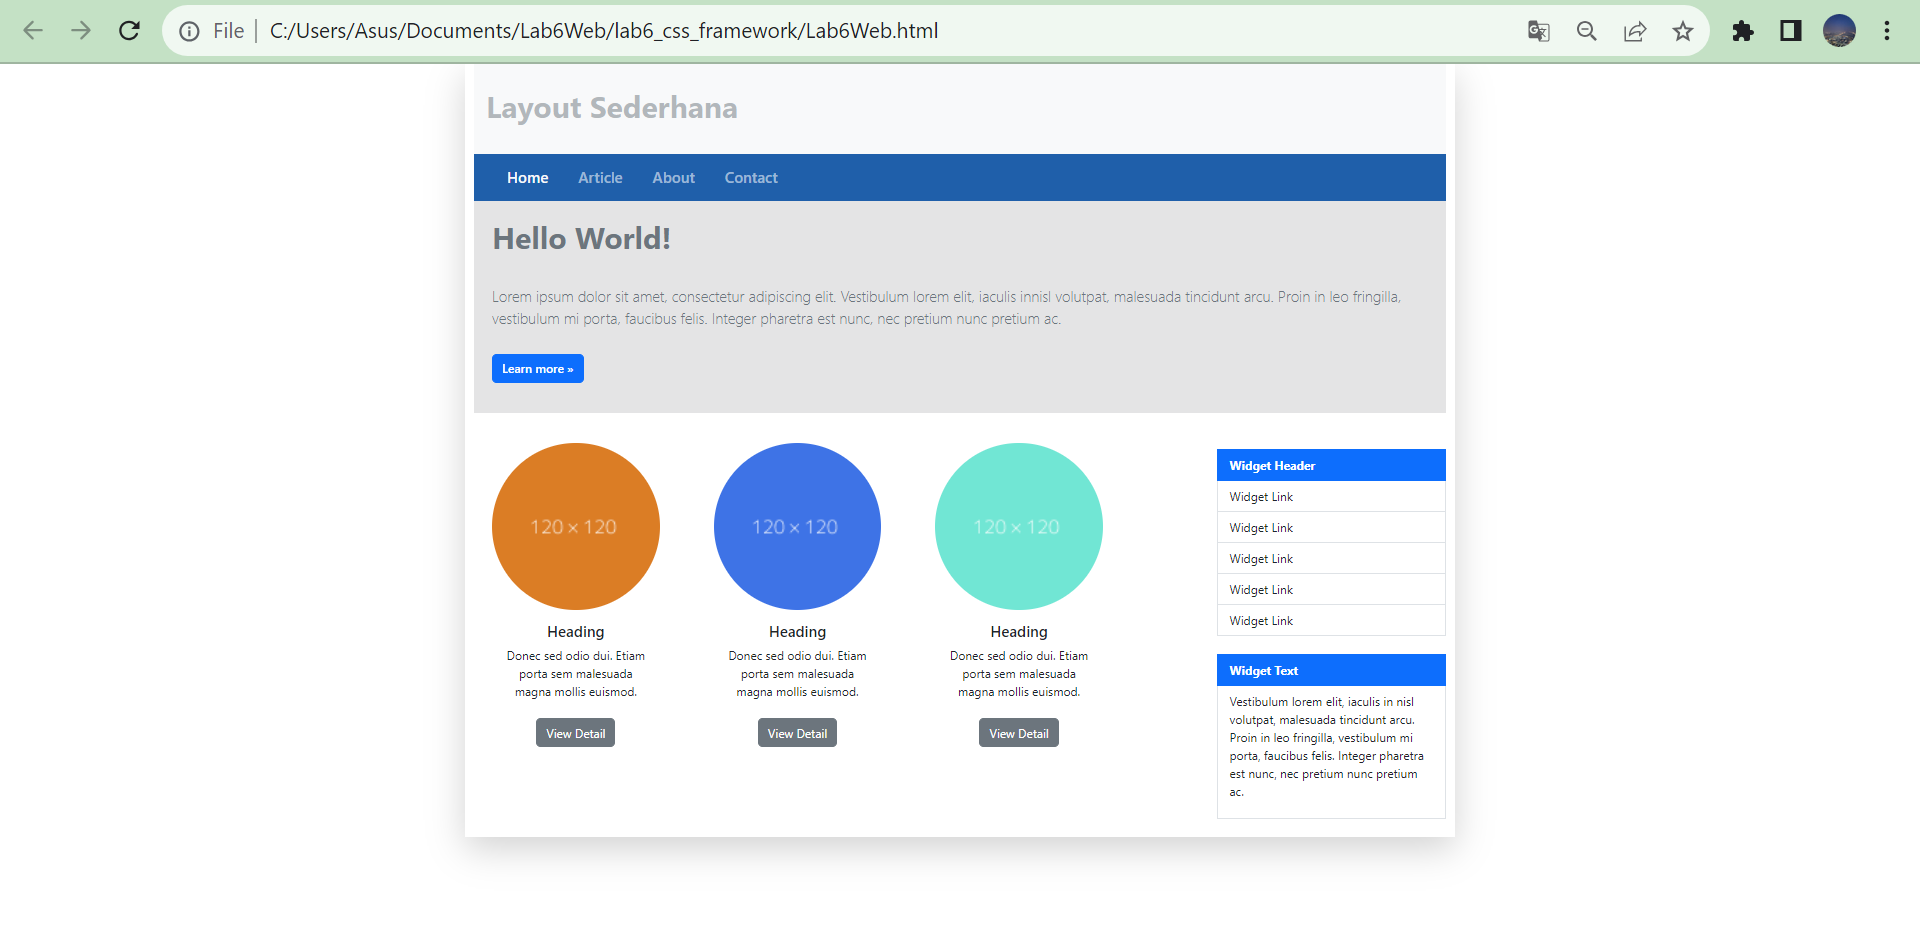 File
C:/Users/Asus/Documents/Lab6Web/lab6_css_framework/Lab6Web.html
Layout Sederhana
Home Article About Contact
Hello World!
Lorem ipsum dolor sit amet, consectetur adipiscing elit. Vestibulum lorem elit, iaculis innisl volutpat, malesuada tincidunt arcu. Proin in leo fringilla,
vestibulum mi porta, faucibus felis. Integer pharetra est nunc, nec pretium nunc pretium ac.
Learn more »
120 × 120
Heading
Donec sed odio dui. Etiam
porta sem malesuada
magna mollis euismod.
View Detail
120 × 120
Heading
Donec sed odio dui. Etiam
porta sem malesuada
magna mollis euismod.
View Detail
120 × 120
Heading
Donec sed odio dui. Etiam
porta sem malesuada
magna mollis euismod.
View Detail
Widget Header
Widget Link
Widget Link
Widget Link
Widget Link
Widget Link
Widget Text
Vestibulum lorem elit, iaculis in nisl
volutpat, malesuada tincidunt arcu.
Proin in leo fringilla, vestibulum mi
porta, faucibus felis. Integer pharetra
est nunc, nec pretium nunc pretium
ac.